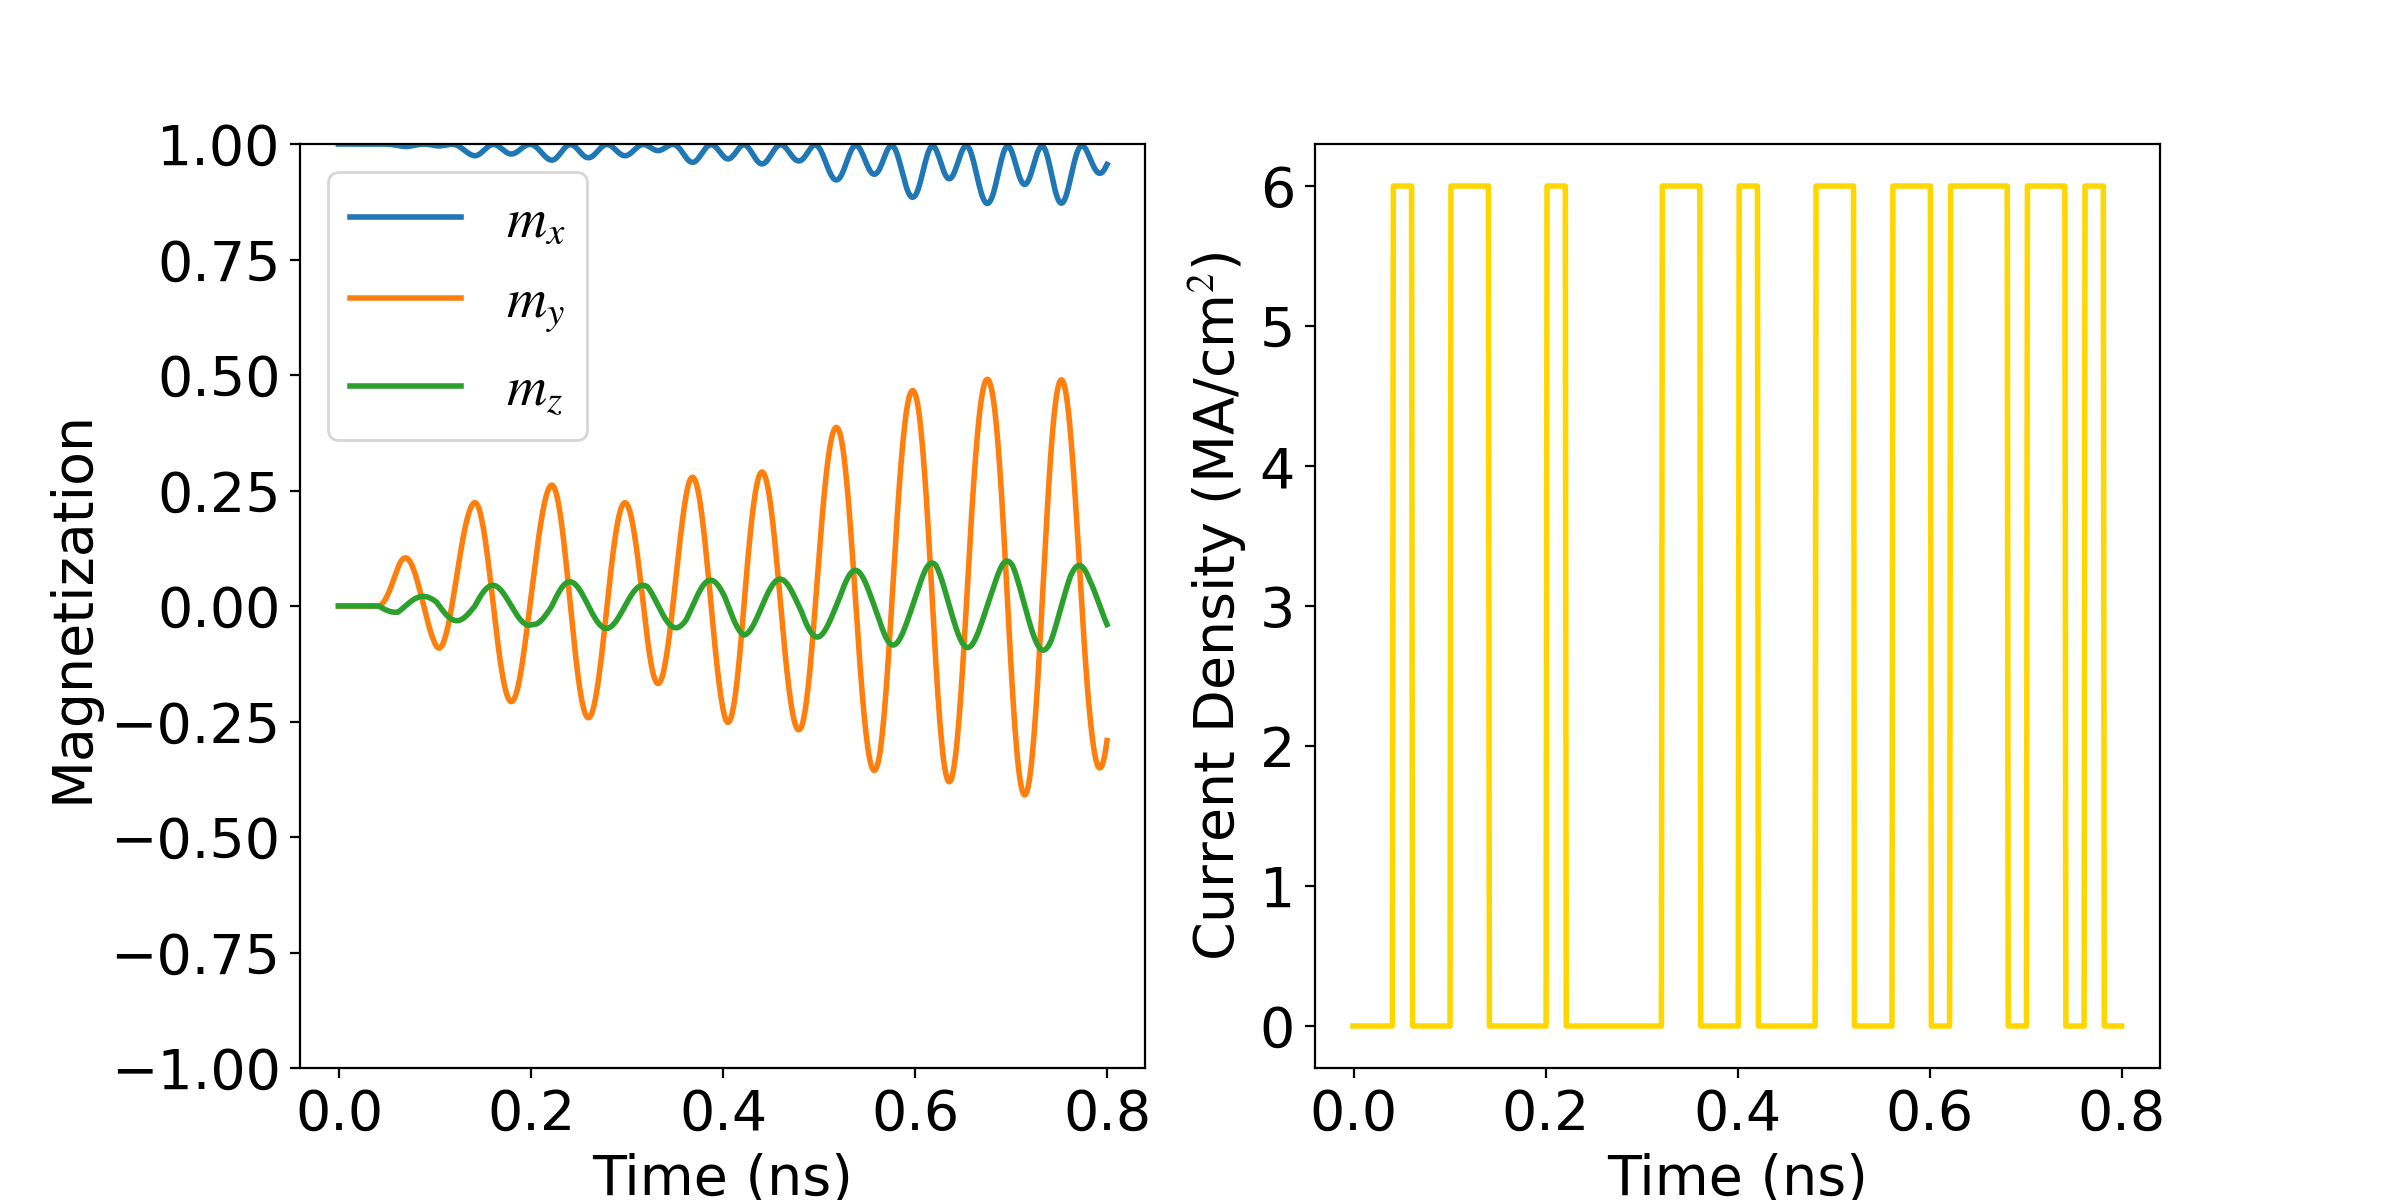 1.00
0.75
0.50
0.25
0.00
−0.25
−0.50
−0.75
−1.00
Magnetization
m_x
m_y
m_z
0.0 0.2 0.4 0.6 0.8
Time (ns)
6
5
4
3
2
1
0
Current Density (MA/cm²)
0.0 0.2 0.4 0.6 0.8
Time (ns)